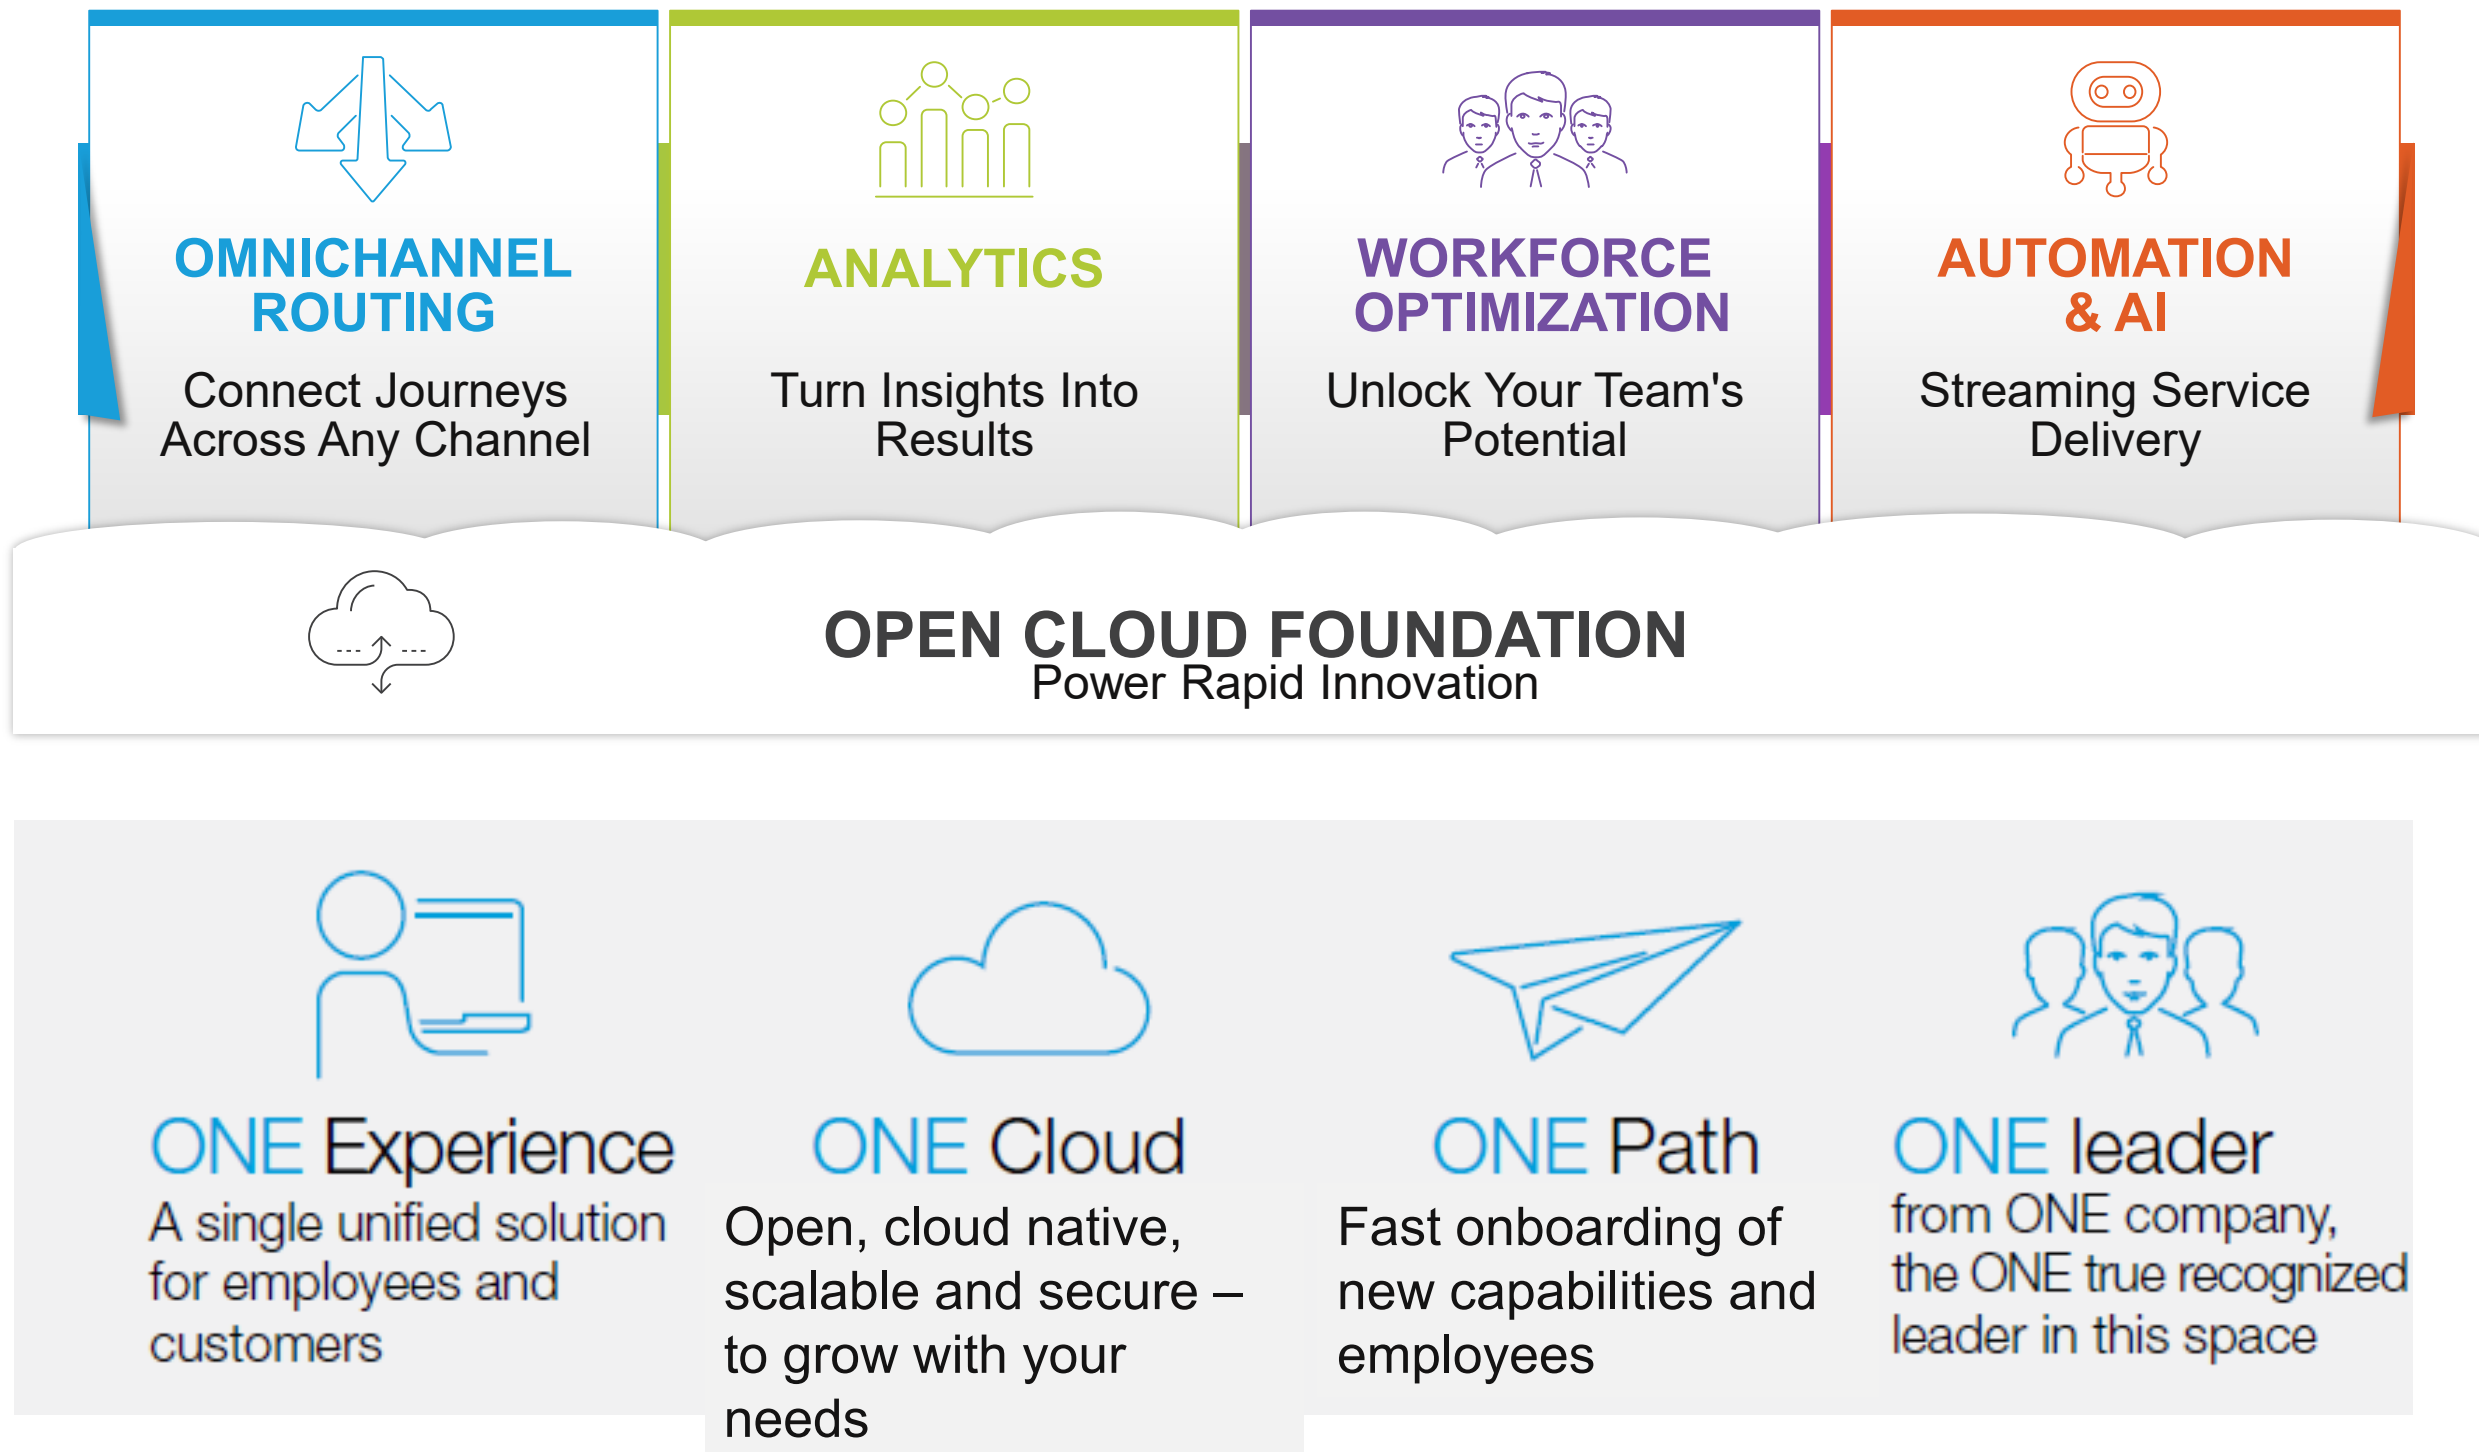 OMNICHANNEL
ROUTING
Connect Journeys
Across Any Channel
ANALYTICS
Turn Insights Into
Results
WORKFORCE
OPTIMIZATION
Unlock Your Team's
Potential
AUTOMATION
& AI
Streaming Service
Delivery
OPEN CLOUD FOUNDATION
Power Rapid Innovation
ONE Experience
A single unified solution
for employees and
customers
ONE Cloud
Open, cloud native,
scalable and secure –
to grow with your
needs
ONE Path
Fast onboarding of
new capabilities and
employees
ONE leader
from ONE company,
the ONE true recognized
leader in this space